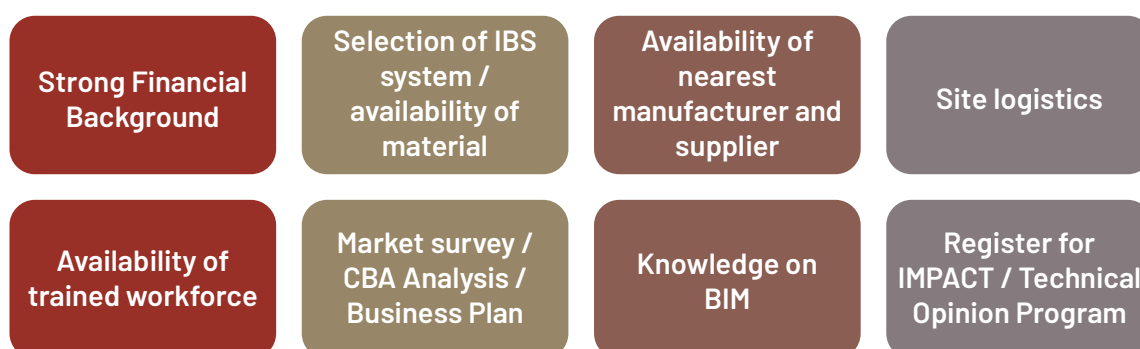 Strong Financial
Background
Selection of IBS
system /
availability of
material
Availability of
nearest
manufacturer and
supplier
Site logistics
Availability of
trained workforce
Market survey /
CBA Analysis /
Business Plan
Knowledge on
BIM
Register for
IMPACT / Technical
Opinion Program